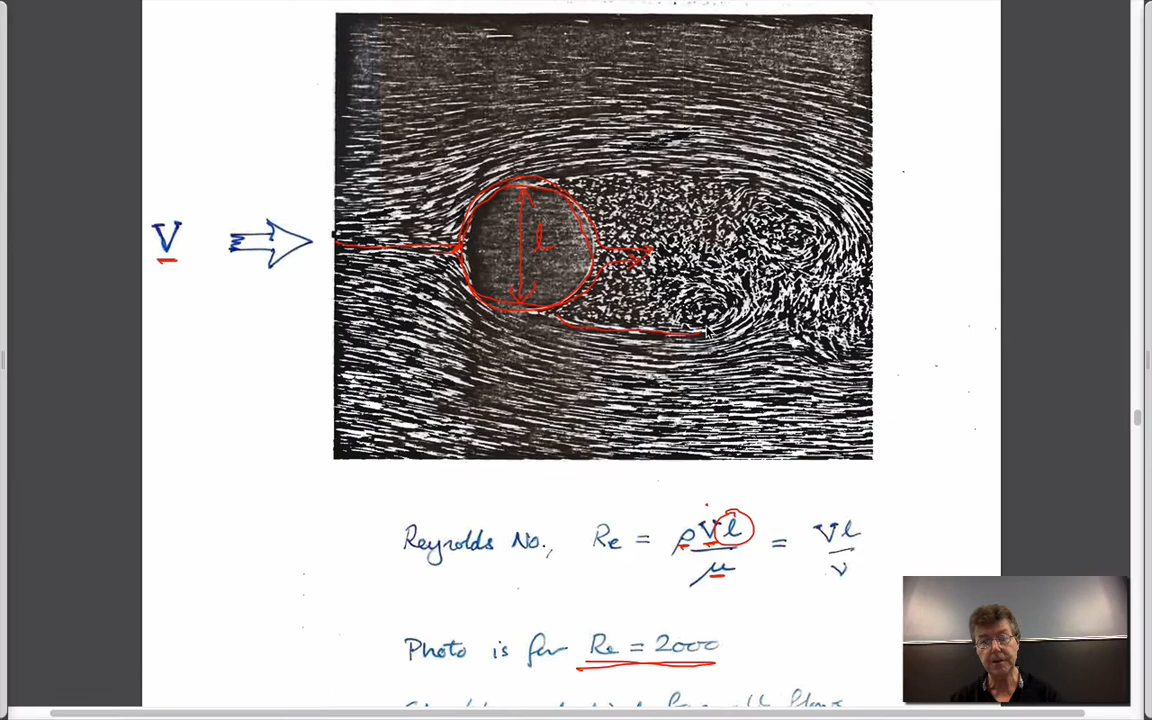 V
l
Reynolds No., Re = ρVl / μ = Vl / ν
Photo is for Re = 2000